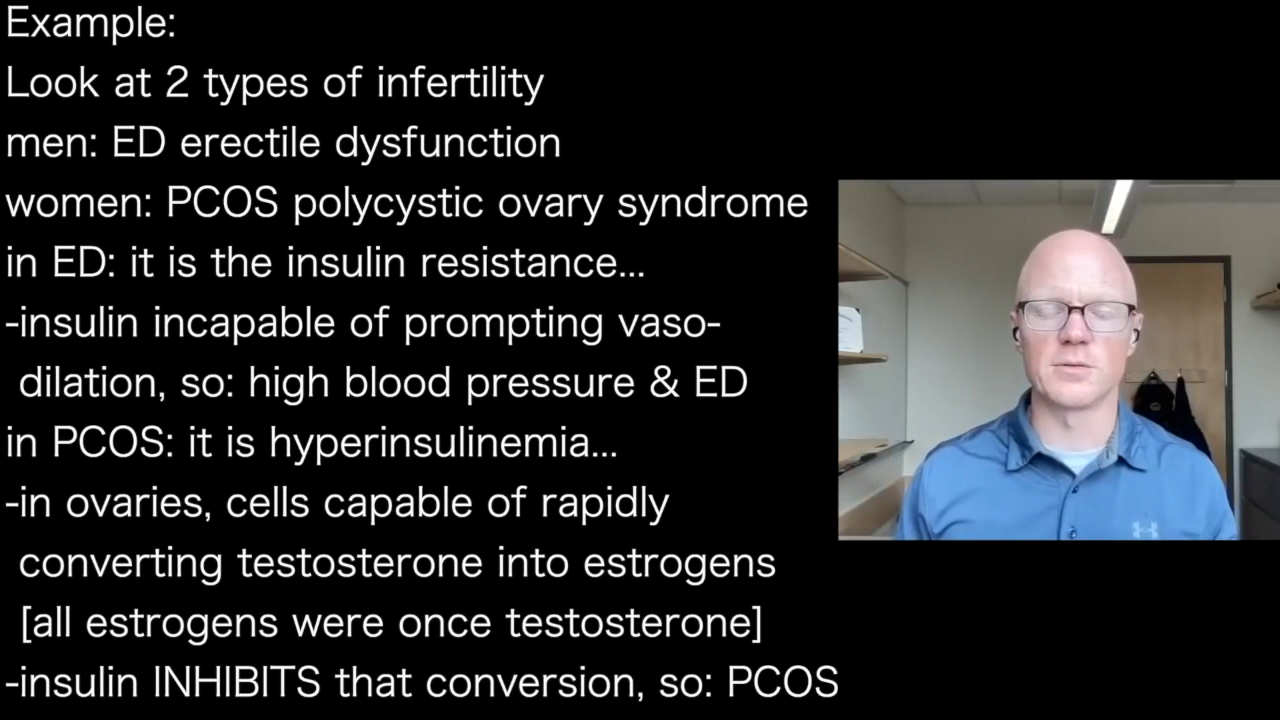 Example:
Look at 2 types of infertility
men: ED erectile dysfunction
women: PCOS polycystic ovary syndrome
in ED: it is the insulin resistance...
-insulin incapable of prompting vaso-
dilation, so: high blood pressure & ED
in PCOS: it is hyperinsulinemia...
-in ovaries, cells capable of rapidly
converting testosterone into estrogens
[all estrogens were once testosterone]
-insulin INHIBITS that conversion, so: PCOS